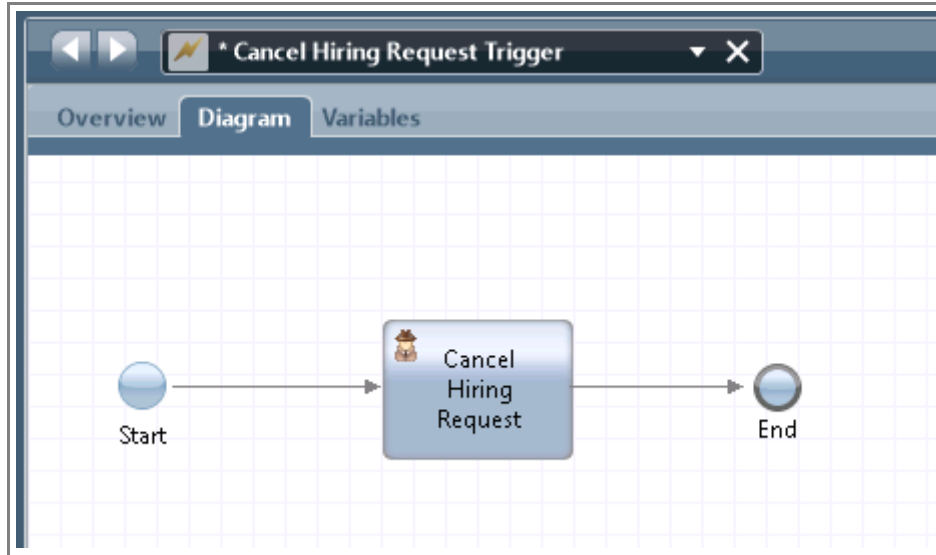 * Cancel Hiring Request Trigger
Overview Diagram Variables
Cancel
Hiring
Request
Start
End